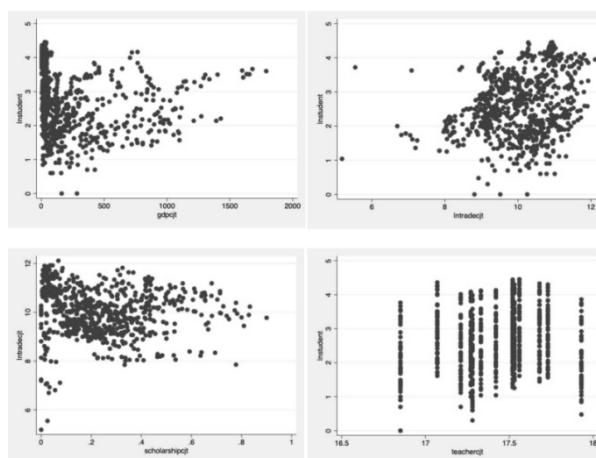 5
4
3
2
1
0
lnstudent
0 500 1000 1500 2000
gdpcjt
5
4
3
2
1
0
lnstudent
6 8 10 12
lntradecjt
12
10
8
6
lntradecjt
0 .2 .4 .6 .8 1
scholarshipcjt
5
4
3
2
1
0
lnstudent
16.5 17 17.5 18
teachercjt